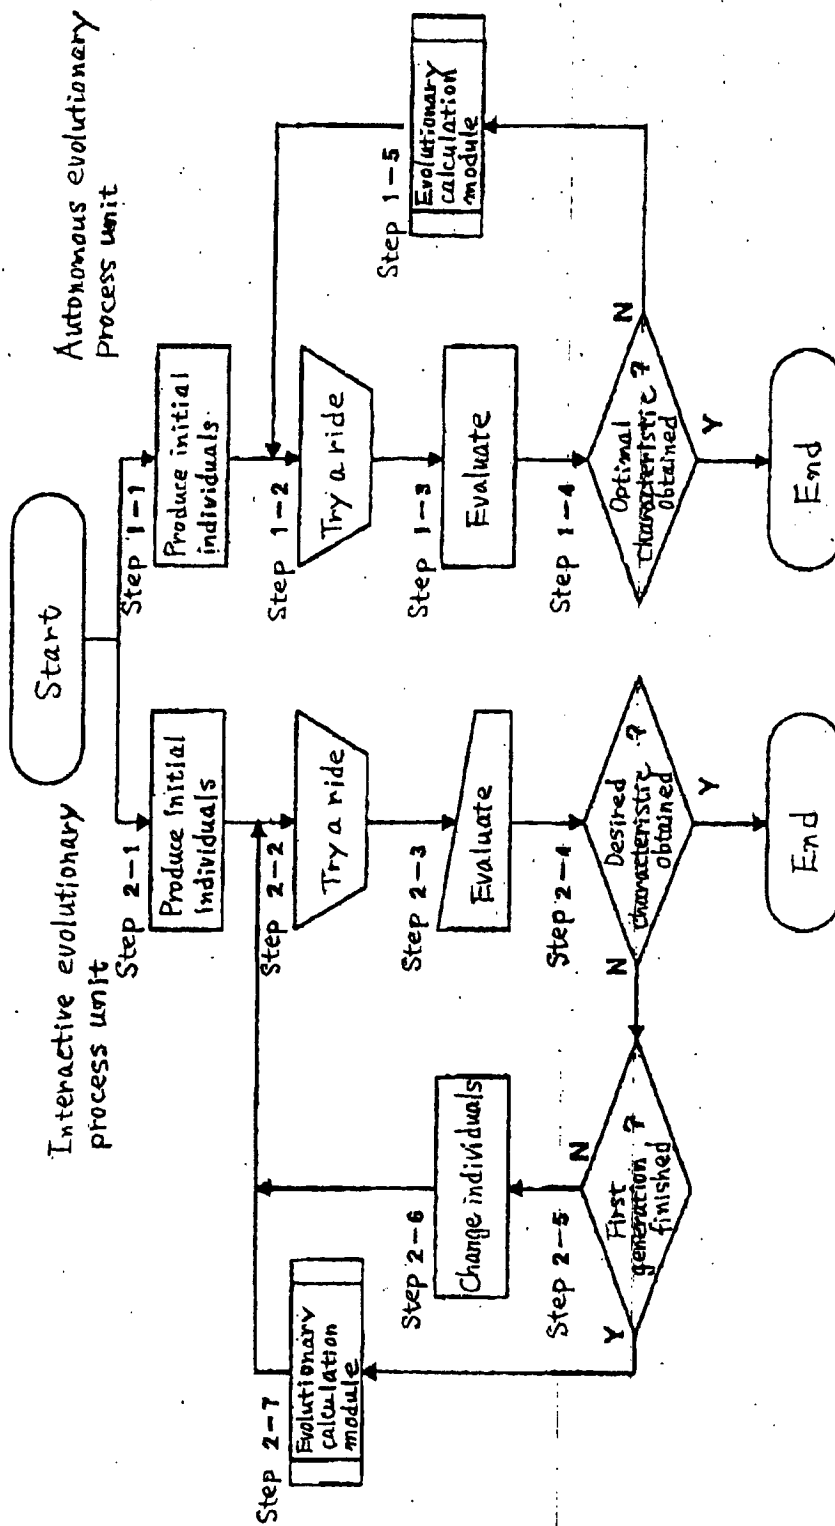 Start
Interactive evolutionary
process unit
Autonomous evolutionary
process unit
Step 2-1
Produce initial
individuals
Step 2-2
Try a ride
Step 2-3
Evaluate
Step 2-4
Desired
characteristic ?
obtained
N
Y
End
Step 2-5
First
generation ?
finished
N
Y
Step 2-6
Change individuals
Step 2-7
Evolutionary
calculation
module
Step 1-1
Produce initial
individuals
Step 1-2
Try a ride
Step 1-3
Evaluate
Step 1-4
Optimal
characteristic ?
obtained
N
Y
End
Step 1-5
Evolutionary
calculation
module